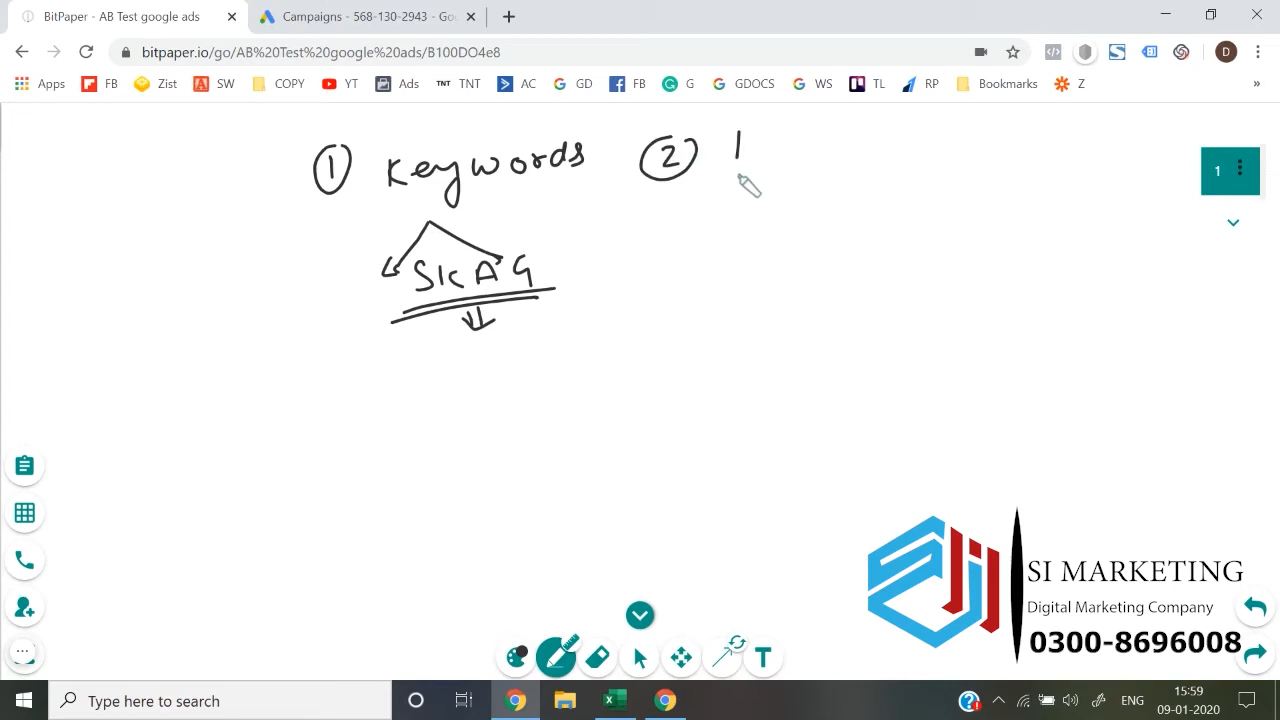 BitPaper - AB Test google ads
Campaigns - 568-130-2943 - Go
bitpaper.io/go/AB%20Test%20google%20ads/B100DO4e8
D
Apps FB Zist SW COPY YT Ads TNT TNT AC GD FB G GDOCS WS TL RP Bookmarks Z »
① Keywords ②
1
SKAG
SI MARKETING
Digital Marketing Company
0300-8696008
T
Type here to search
ENG
15:59
09-01-2020